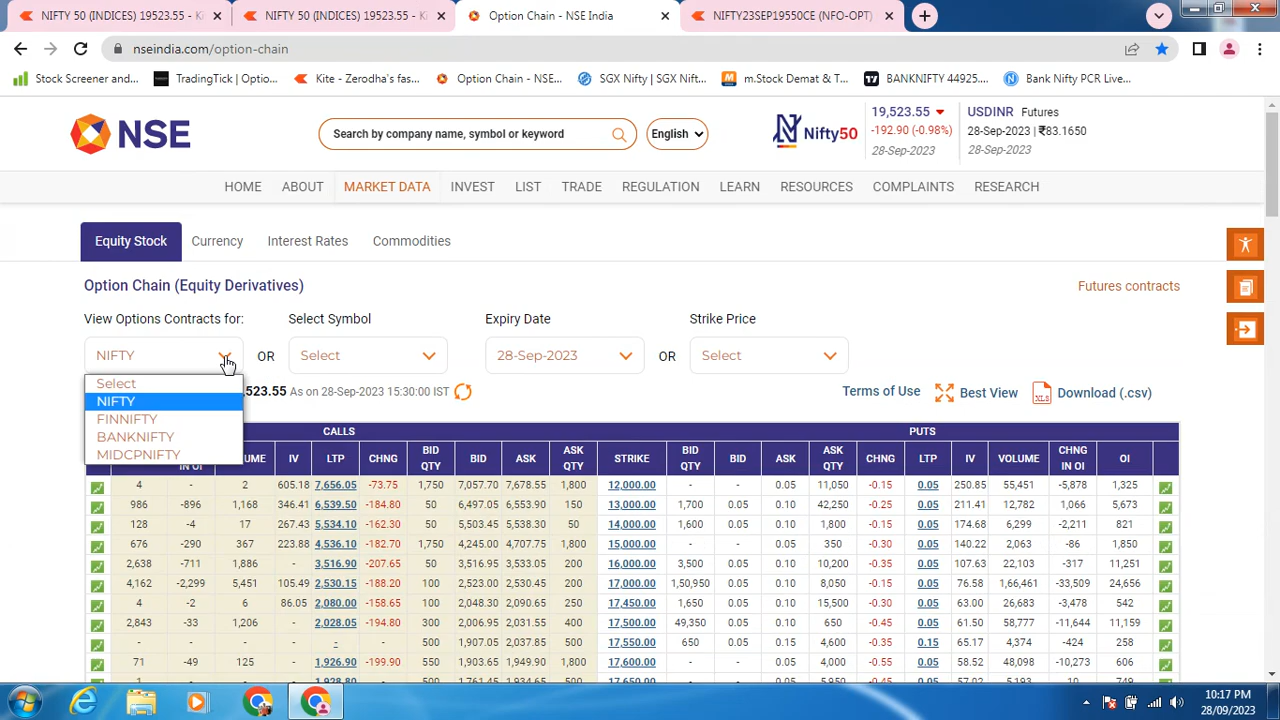 NIFTY 50 (INDICES) 19523.55 - × NIFTY 50 (INDICES) 19523.55 - K × Option Chain - NSE India × NIFTY23SEP19550CE (NFO-OPT) × +
nseindia.com/option-chain
Stock Screener and... TradingTick | Optio... Kite - Zerodha's fas... Option Chain - NSE... SGX Nifty | SGX Nift... m.Stock Demat & T... BANKNIFTY 44925.... Bank Nifty PCR Live...
NSE
Search by company name, symbol or keyword
English
Nifty50
19,523.55
-192.90 (-0.98%)
28-Sep-2023
USDINR Futures
28-Sep-2023 | ₹83.1650
28-Sep-2023
HOME ABOUT MARKET DATA INVEST LIST TRADE REGULATION LEARN RESOURCES COMPLAINTS RESEARCH
Equity Stock Currency Interest Rates Commodities
Option Chain (Equity Derivatives) Futures contracts
View Options Contracts for: Select Symbol Expiry Date Strike Price
NIFTY OR Select 28-Sep-2023 OR Select
Select
NIFTY
FINNIFTY
BANKNIFTY
MIDCPNIFTY
,523.55 As on 28-Sep-2023 15:30:00 IST Terms of Use Best View Download (.csv)
CALLS PUTS
IN OI UME IV LTP CHNG BID QTY BID ASK ASK QTY STRIKE BID QTY BID ASK ASK QTY CHNG LTP IV VOLUME CHNG IN OI OI
4 - 2 605.18 7,656.05 -73.75 1,750 7,057.70 7,678.55 1,800 12,000.00 - - 0.05 11,050 -0.15 0.05 250.85 55,451 -5,878 1,325
986 -896 1,168 346.41 6,539.50 -184.80 50 6,497.05 6,553.90 150 13,000.00 1,700 0.05 0.10 42,250 -0.25 0.05 211.41 12,782 1,066 5,673
128 -4 17 267.43 5,534.10 -162.30 50 5,503.45 5,538.50 50 14,000.00 1,600 0.05 0.10 1,800 -0.15 0.05 174.68 6,299 -2,211 821
676 -290 367 223.88 4,536.10 -182.70 1,750 4,245.00 4,707.75 1,800 15,000.00 - - 0.05 350 -0.30 0.05 140.22 2,063 -86 1,850
2,638 -711 1,886 - 3,516.90 -207.65 50 3,516.95 3,533.05 50 16,000.00 3,500 0.05 0.10 10,200 -0.35 0.05 107.63 22,103 -317 11,251
4,162 -2,299 5,451 105.49 2,530.15 -188.20 100 2,523.00 2,530.45 250 17,000.00 1,50,950 0.05 0.10 8,050 -0.15 0.05 76.58 1,66,461 -33,509 24,656
4 -2 6 86.05 2,080.00 -158.65 100 2,048.30 2,090.65 250 17,450.00 1,650 0.05 0.10 15,500 -0.30 0.05 63.00 26,683 -3,478 542
2,843 -33 1,206 - 2,028.05 -194.80 300 2,006.95 2,031.55 400 17,500.00 49,350 0.05 0.10 650 -0.45 0.05 61.50 58,777 -11,644 11,159
- - - - - - 500 1,907.05 2,037.85 500 17,550.00 650 0.05 0.15 4,600 -0.35 0.15 65.17 4,374 -424 258
71 -49 125 - 1,926.90 -199.90 550 1,903.65 1,949.90 1,800 17,600.00 - - 0.05 4,000 -0.55 0.05 58.52 48,098 -10,273 606
10:17 PM
28/09/2023